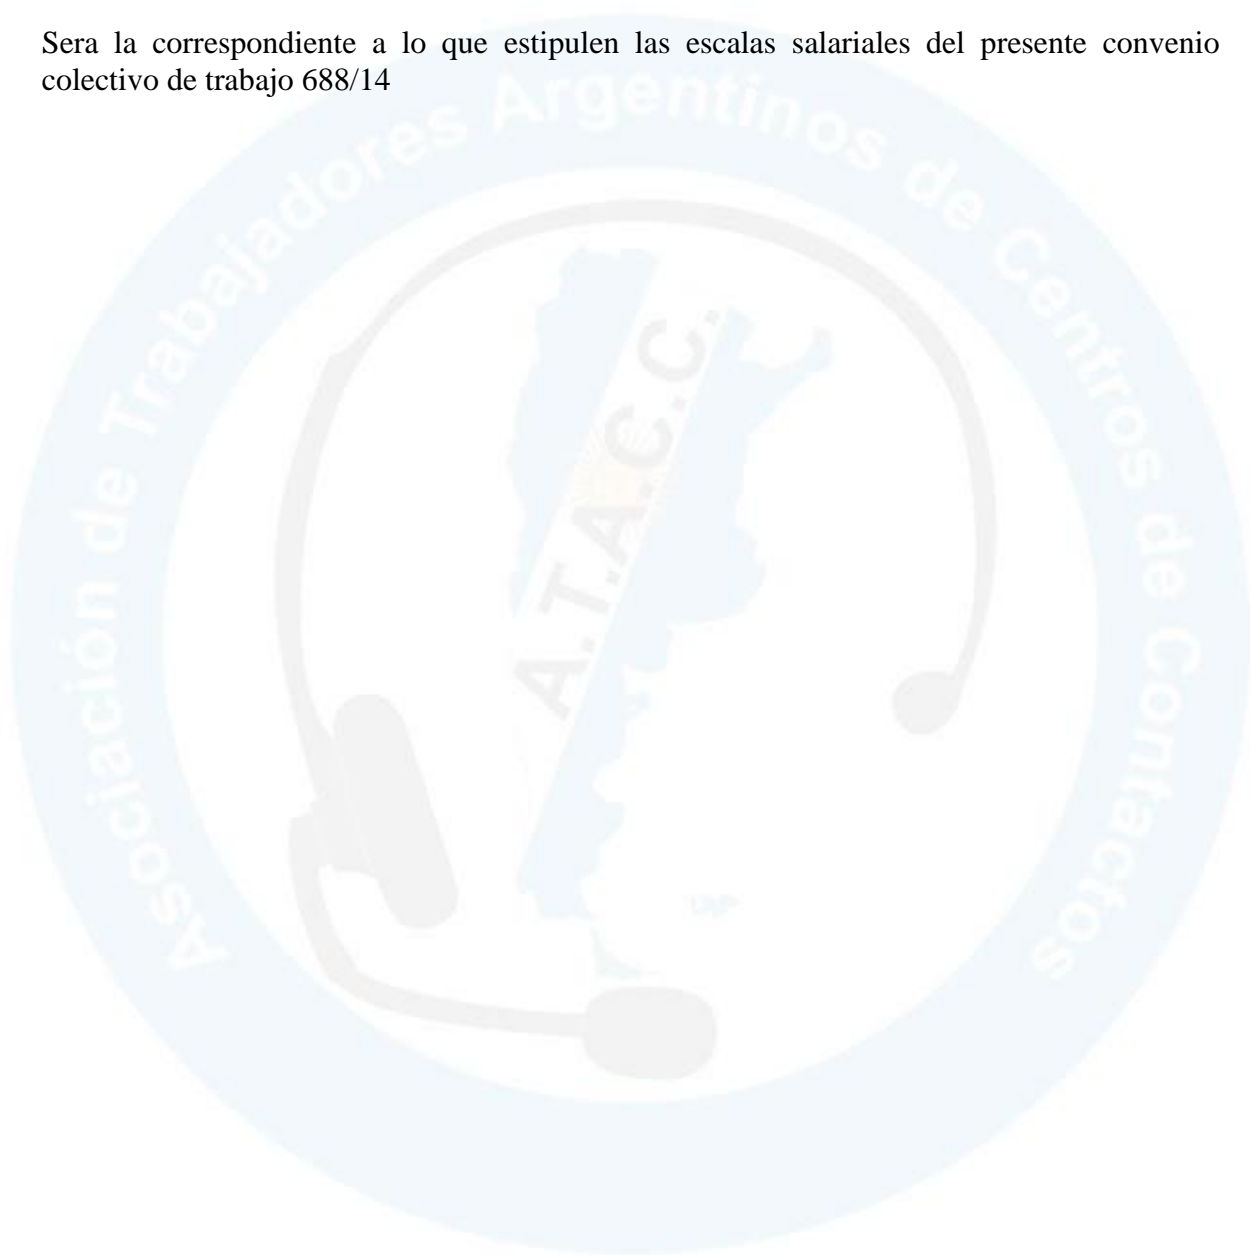 Sera la correspondiente a lo que estipulen las escalas salariales del presente convenio
colectivo de trabajo 688/14
Asociación de Trabajadores Argentinos de Centros de Contactos
A.T.A.C.C.